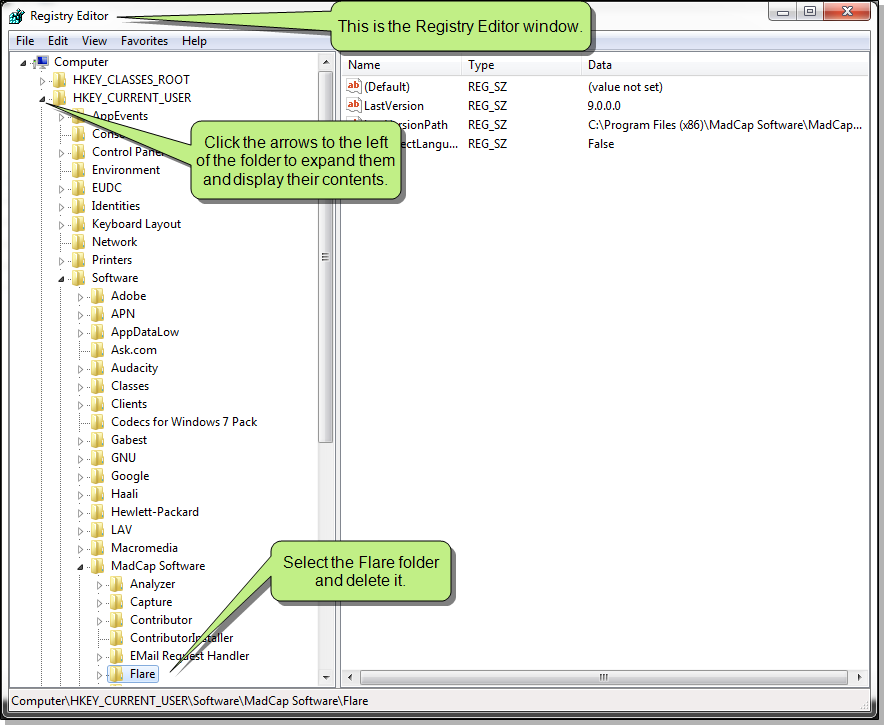 Registry Editor
This is the Registry Editor window.
File Edit View Favorites Help
Computer
HKEY_CLASSES_ROOT
HKEY_CURRENT_USER
AppEvents
Control Panel
Environment
EUDC
Identities
Keyboard Layout
Network
Printers
Software
Adobe
APN
AppDataLow
Ask.com
Audacity
Classes
Clients
Codecs for Windows 7 Pack
Gabest
GNU
Google
Haali
Hewlett-Packard
LAV
Macromedia
MadCap Software
Analyzer
Capture
Contributor
ContributorInstaller
EMail Request Handler
Flare
Click the arrows to the left
of the folder to expand them
and display their contents.
Select the Flare folder
and delete it.
Name Type Data
ab (Default) REG_SZ (value not set)
ab LastVersion REG_SZ 9.0.0.0
VersionPath REG_SZ C:\Program Files (x86)\MadCap Software\MadCap...
ectLangu... REG_SZ False
Computer\HKEY_CURRENT_USER\Software\MadCap Software\Flare